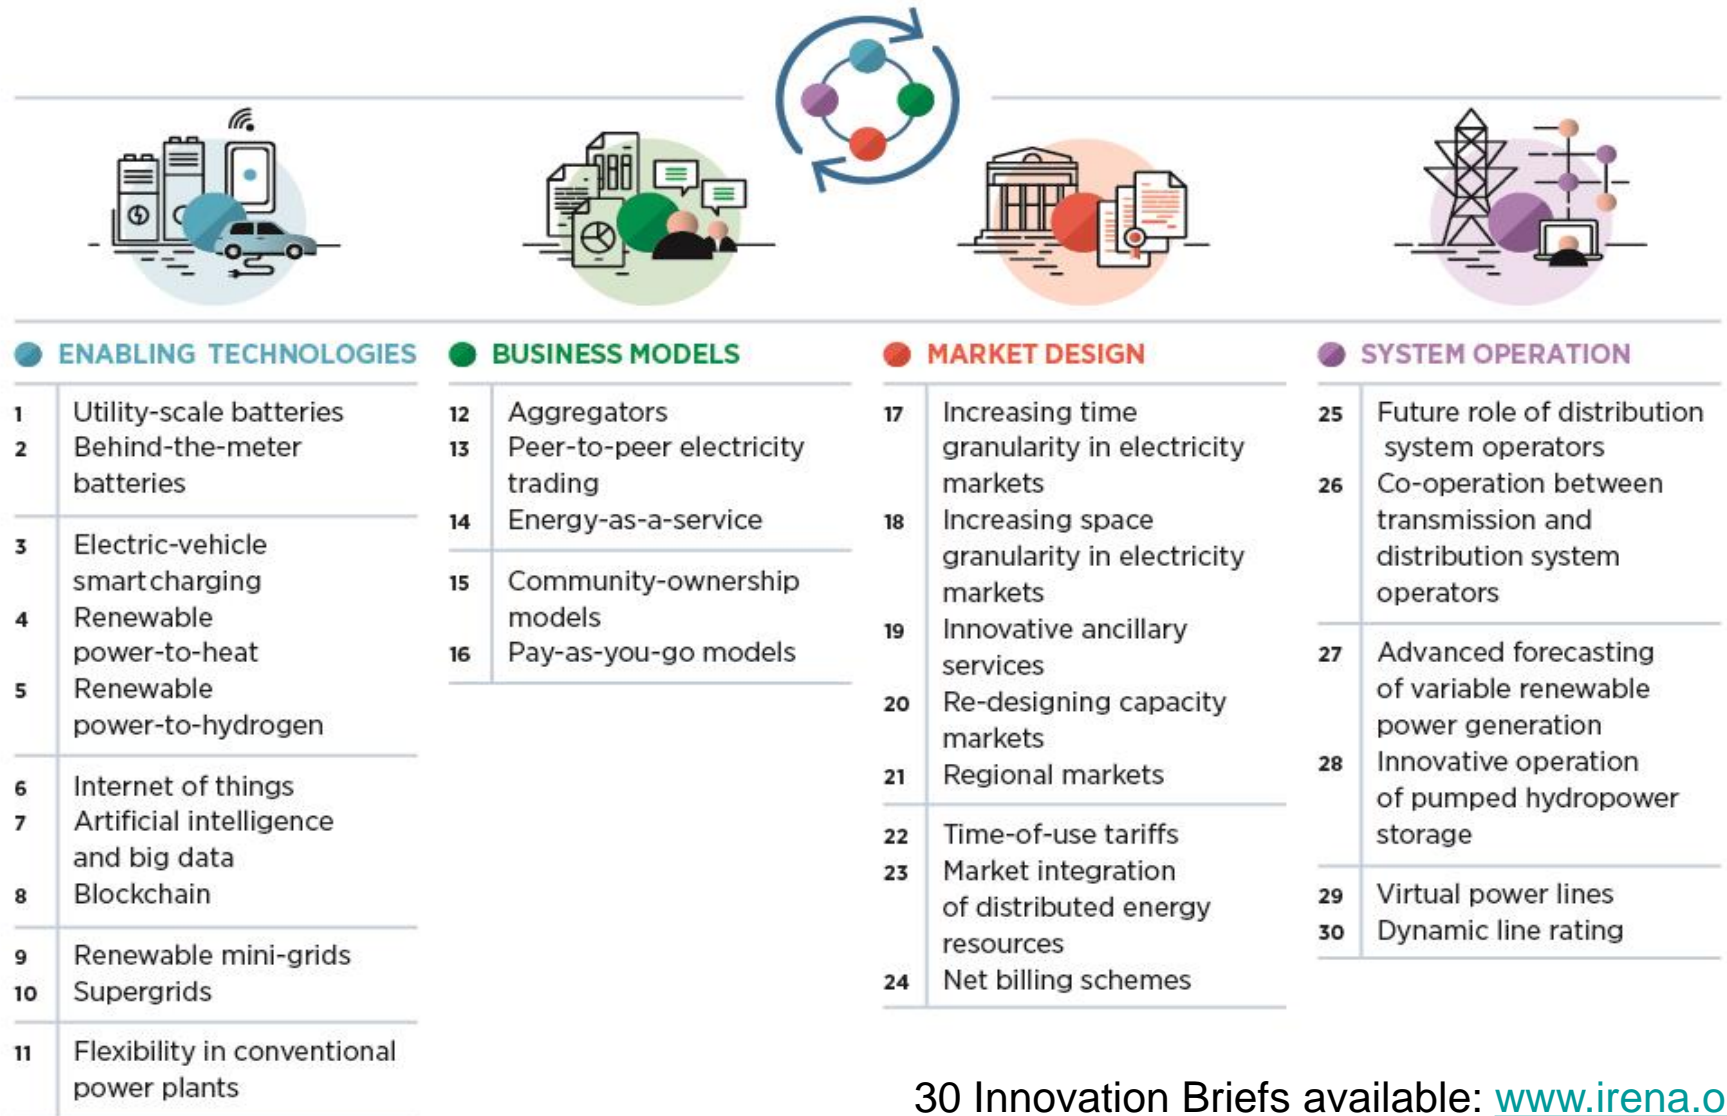 ENABLING TECHNOLOGIES
1 Utility-scale batteries
2 Behind-the-meter
batteries
3 Electric-vehicle
smart charging
4 Renewable
power-to-heat
5 Renewable
power-to-hydrogen
6 Internet of things
7 Artificial intelligence
and big data
8 Blockchain
9 Renewable mini-grids
10 Supergrids
11 Flexibility in conventional
power plants
BUSINESS MODELS
12 Aggregators
13 Peer-to-peer electricity
trading
14 Energy-as-a-service
15 Community-ownership
models
16 Pay-as-you-go models
MARKET DESIGN
17 Increasing time
granularity in electricity
markets
18 Increasing space
granularity in electricity
markets
19 Innovative ancillary
services
20 Re-designing capacity
markets
21 Regional markets
22 Time-of-use tariffs
23 Market integration
of distributed energy
resources
24 Net billing schemes
SYSTEM OPERATION
25 Future role of distribution
system operators
26 Co-operation between
transmission and
distribution system
operators
27 Advanced forecasting
of variable renewable
power generation
28 Innovative operation
of pumped hydropower
storage
29 Virtual power lines
30 Dynamic line rating
30 Innovation Briefs available: www.irena.o